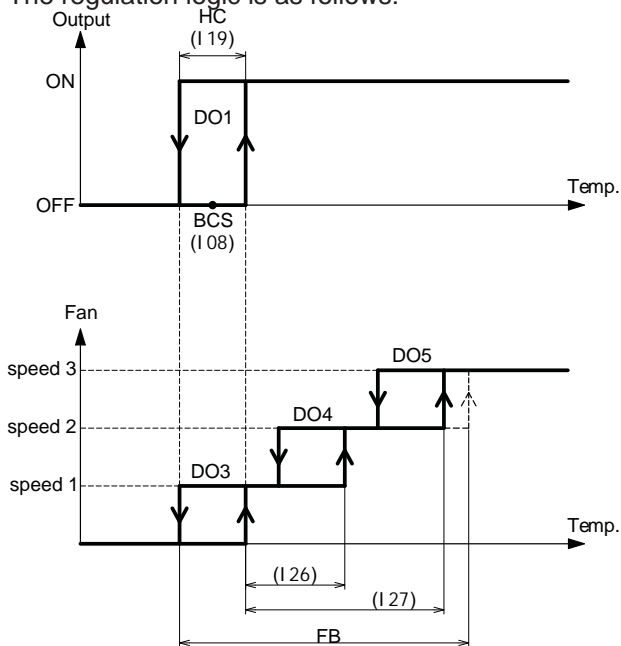 The regulation logic is as follows:
Output
HC
(I19)
ON
DO1
Temp.
OFF
BCS
(I08)
Fan
speed 3
DO5
speed 2
DO4
speed 1
DO3
Temp.
(I26)
(I27)
FB